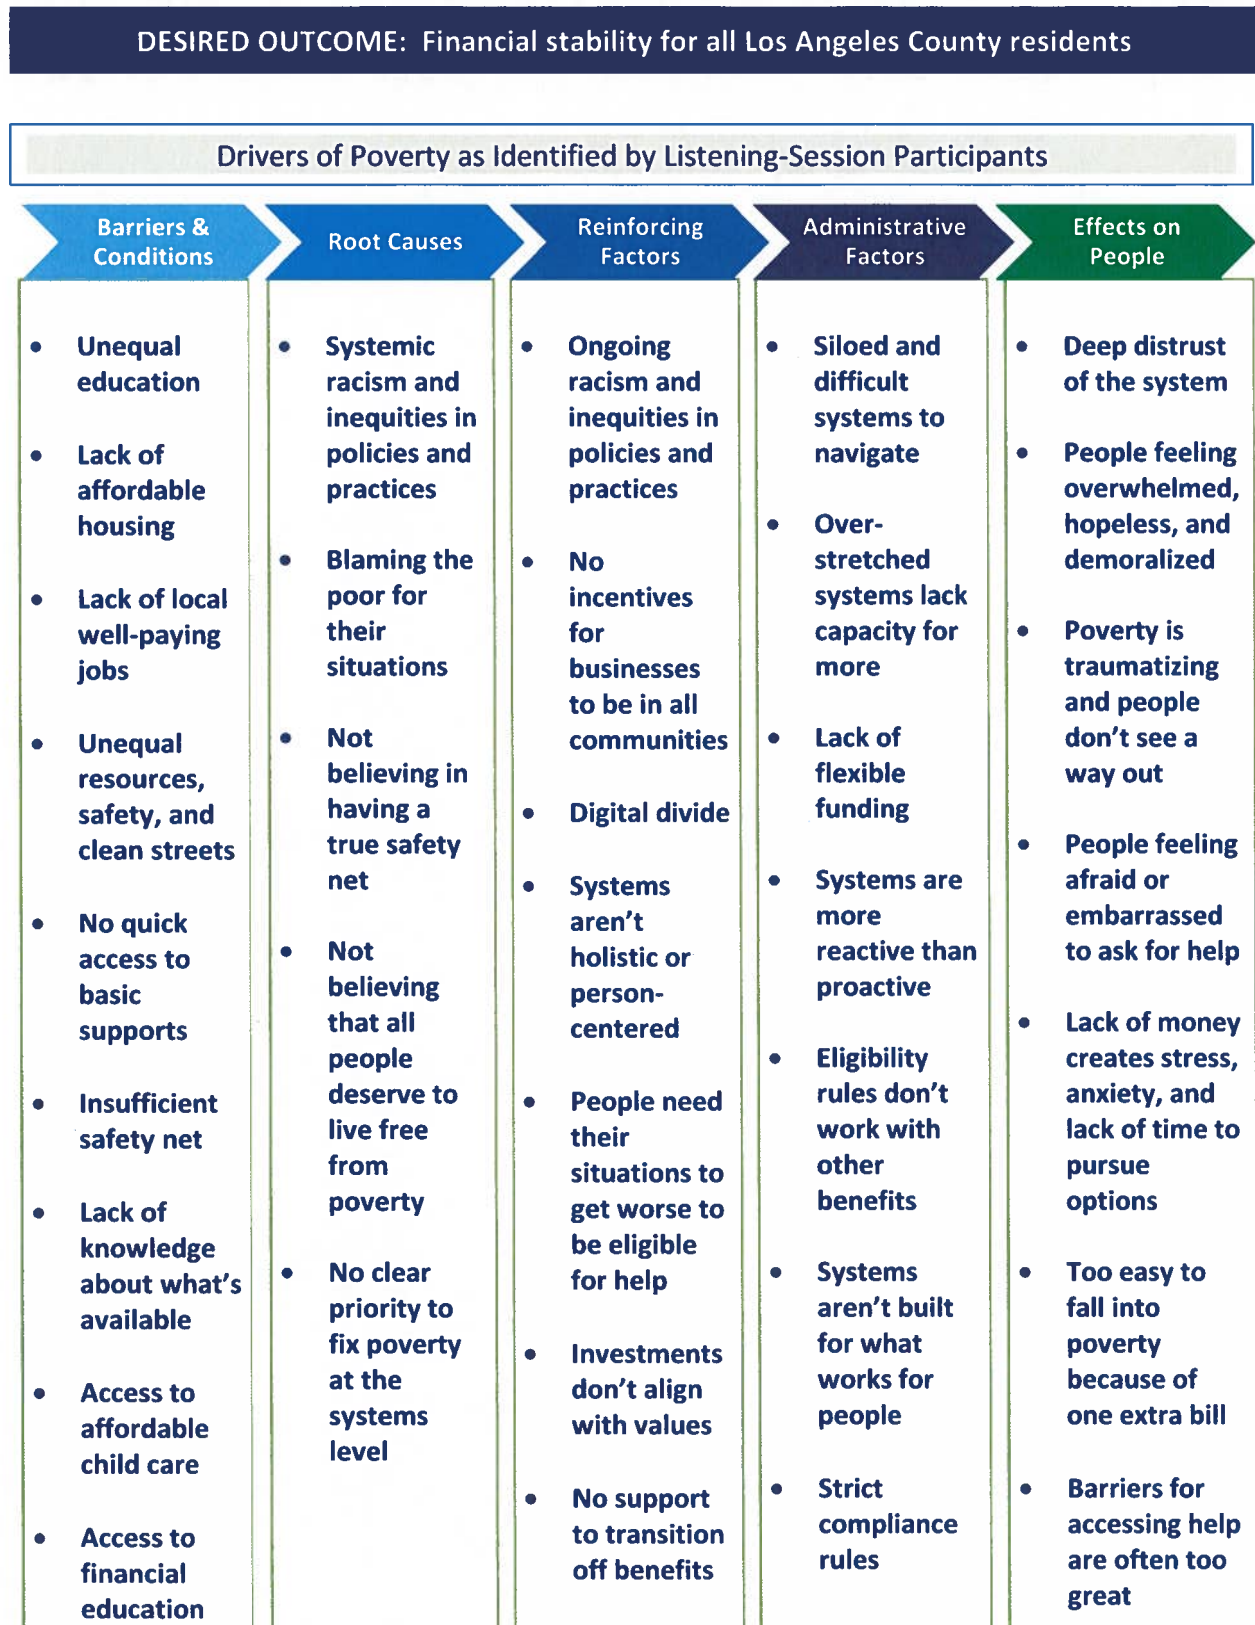 DESIRED OUTCOME: Financial stability for all Los Angeles County residents
Drivers of Poverty as Identified by Listening-Session Participants
Barriers &
Conditions
• Unequal
education
• Lack of
affordable
housing
• Lack of local
well-paying
jobs
• Unequal
resources,
safety, and
clean streets
• No quick
access to
basic
supports
• Insufficient
safety net
• Lack of
knowledge
about what's
available
• Access to
affordable
child care
• Access to
financial
education
Root Causes
• Systemic
racism and
inequities in
policies and
practices
• Blaming the
poor for
their
situations
• Not
believing in
having a
true safety
net
• Not
believing
that all
people
deserve to
live free
from
poverty
• No clear
priority to
fix poverty
at the
systems
level
Reinforcing
Factors
• Ongoing
racism and
inequities in
policies and
practices
• No
incentives
for
businesses
to be in all
communities
• Digital divide
• Systems
aren't
holistic or
person-
centered
• People need
their
situations to
get worse to
be eligible
for help
• Investments
don't align
with values
• No support
to transition
off benefits
Administrative
Factors
• Siloed and
difficult
systems to
navigate
• Over-
stretched
systems lack
capacity for
more
• Lack of
flexible
funding
• Systems are
more
reactive than
proactive
• Eligibility
rules don't
work with
other
benefits
• Systems
aren't built
for what
works for
people
• Strict
compliance
rules
Effects on
People
• Deep distrust
of the system
• People feeling
overwhelmed,
hopeless, and
demoralized
• Poverty is
traumatizing
and people
don't see a
way out
• People feeling
afraid or
embarrassed
to ask for help
• Lack of money
creates stress,
anxiety, and
lack of time to
pursue
options
• Too easy to
fall into
poverty
because of
one extra bill
• Barriers for
accessing help
are often too
great